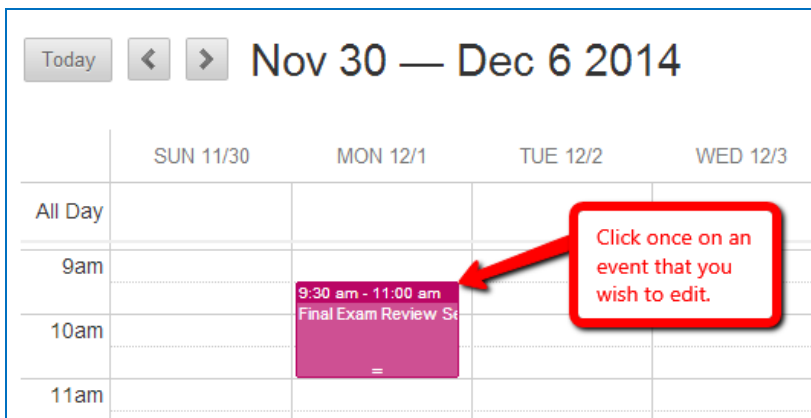 Today < > Nov 30 — Dec 6 2014
SUN 11/30 MON 12/1 TUE 12/2 WED 12/3
All Day
Click once on an
event that you
wish to edit.
9am
9:30 am - 11:00 am
Final Exam Review Se
10am
11am